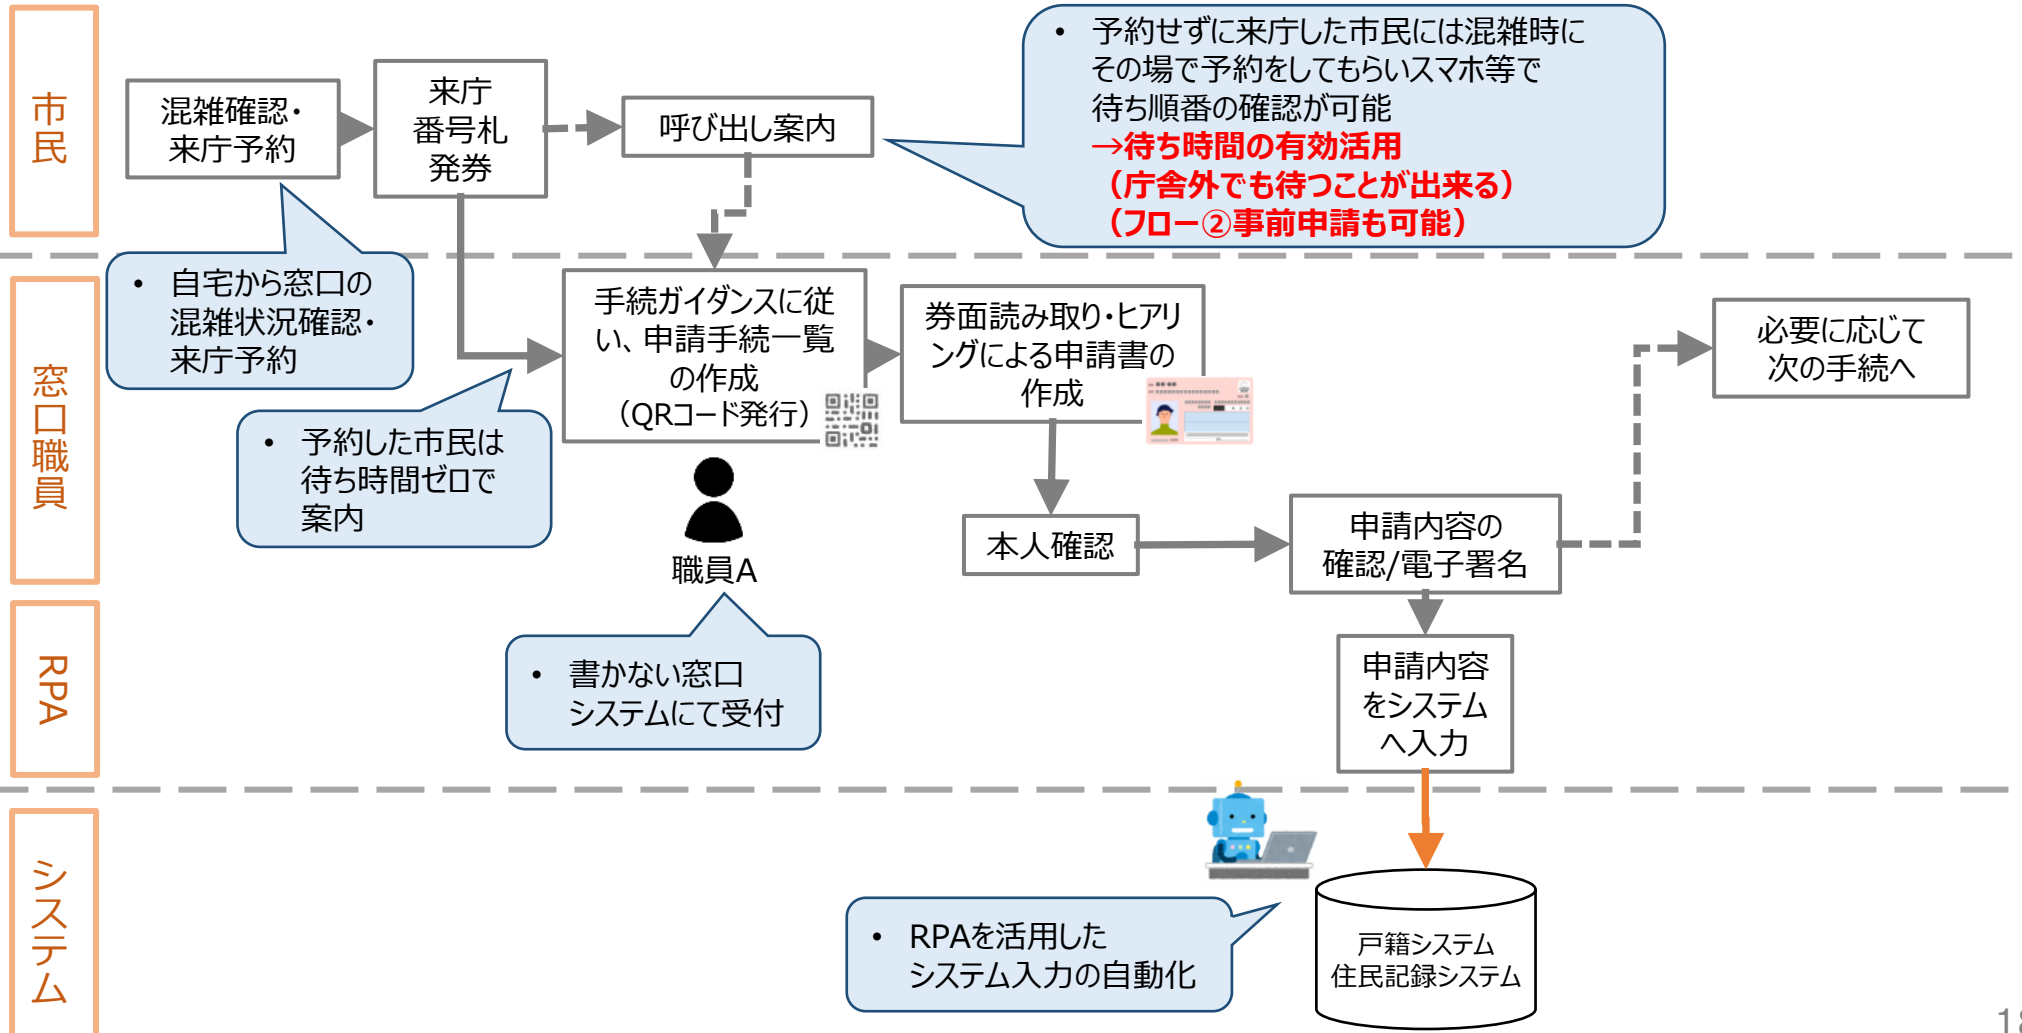 市民
混雑確認・
来庁予約
来庁
番号札
発券
呼び出し案内
• 予約せずに来庁した市民には混雑時に
その場で予約をしてもらいスマホ等で
待ち順番の確認が可能
→待ち時間の有効活用
（庁舎外でも待つことが出来る）
（フロー②事前申請も可能）
窓口職員
• 自宅から窓口の
混雑状況確認・
来庁予約
手続ガイダンスに従
い、申請手続一覧
の作成
（QRコード発行）
券面読み取り・ヒアリ
ングによる申請書の
作成
必要に応じて
次の手続へ
• 予約した市民は
待ち時間ゼロで
案内
職員A
本人確認
申請内容の
確認/電子署名
RPA
• 書かない窓口
システムにて受付
申請内容
をシステム
へ入力
システム
• RPAを活用した
システム入力の自動化
戸籍システム
住民記録システム